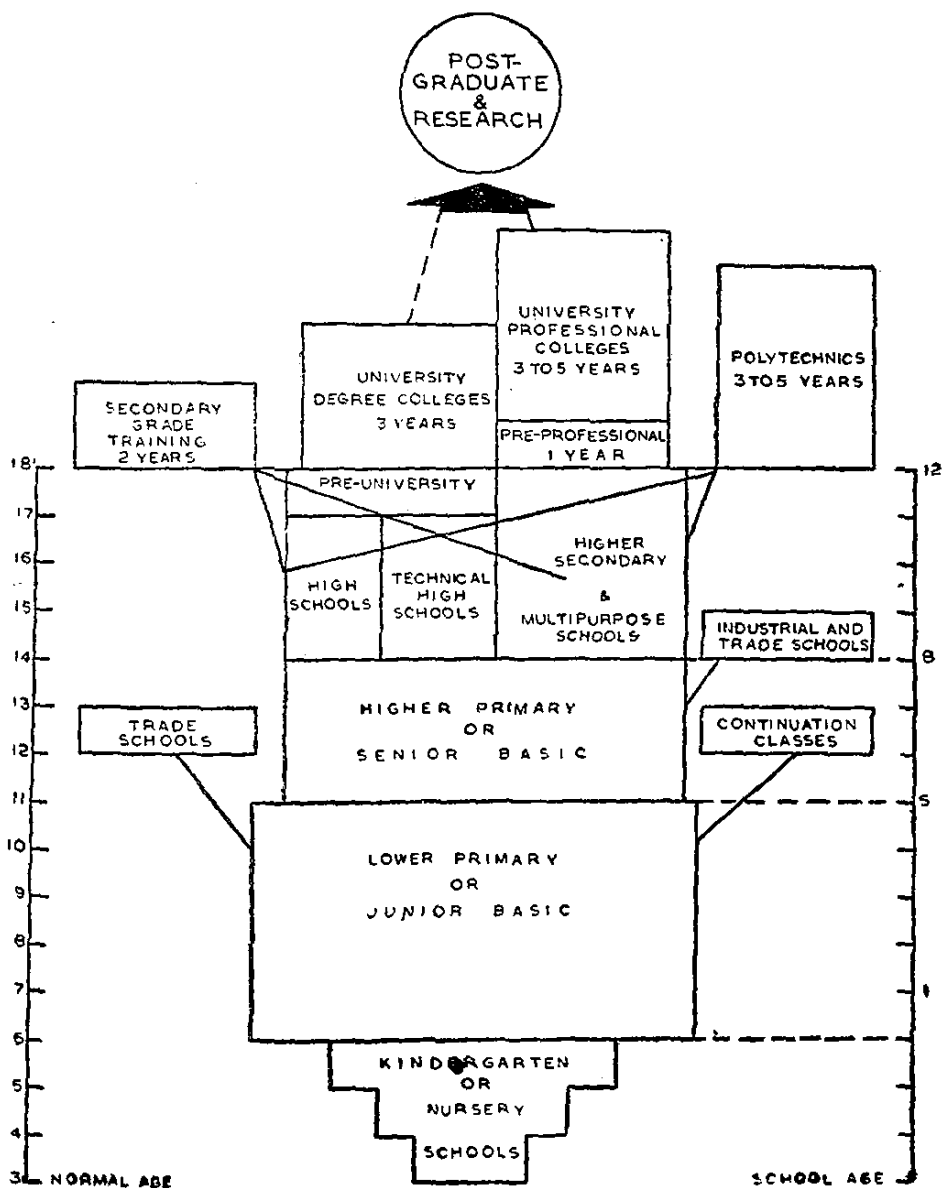 POST-
GRADUATE
&
RESEARCH
UNIVERSITY
PROFESSIONAL
COLLEGES
3 TO 5 YEARS
POLYTECHNICS
3 TO 5 YEARS
UNIVERSITY
DEGREE COLLEGES
3 YEARS
SECONDARY
GRADE
TRAINING
2 YEARS
PRE-PROFESSIONAL
1 YEAR
18
12
PRE-UNIVERSITY
17
16
HIGHER
SECONDARY
&
MULTIPURPOSE
SCHOOLS
HIGH
SCHOOLS
TECHNICAL
HIGH
SCHOOLS
15
INDUSTRIAL AND
TRADE SCHOOLS
14
8
13
HIGHER PRIMARY
OR
SENIOR BASIC
TRADE
SCHOOLS
CONTINUATION
CLASSES
12
11
5
10
LOWER PRIMARY
OR
JUNIOR BASIC
9
8
7
1
6
KINDERGARTEN
OR
NURSERY
SCHOOLS
5
4
3
NORMAL AGE
SCHOOL AGE